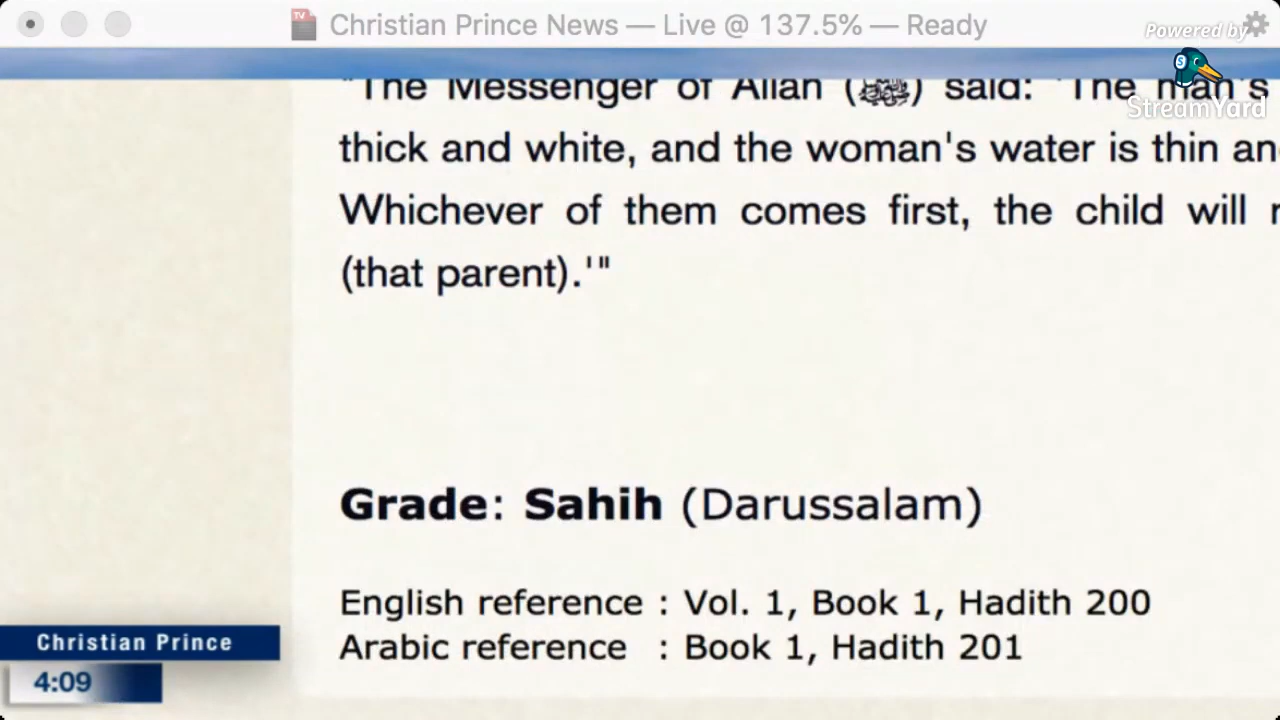 Christian Prince News — Live @ 137.5% — Ready
Powered by
StreamYard
"The Messenger of Allah (ﷺ) said: 'The man's
thick and white, and the woman's water is thin
Whichever of them comes first, the child will
(that parent).'"
Grade: Sahih (Darussalam)
English reference : Vol. 1, Book 1, Hadith 200
Arabic reference : Book 1, Hadith 201
Christian Prince
4:09